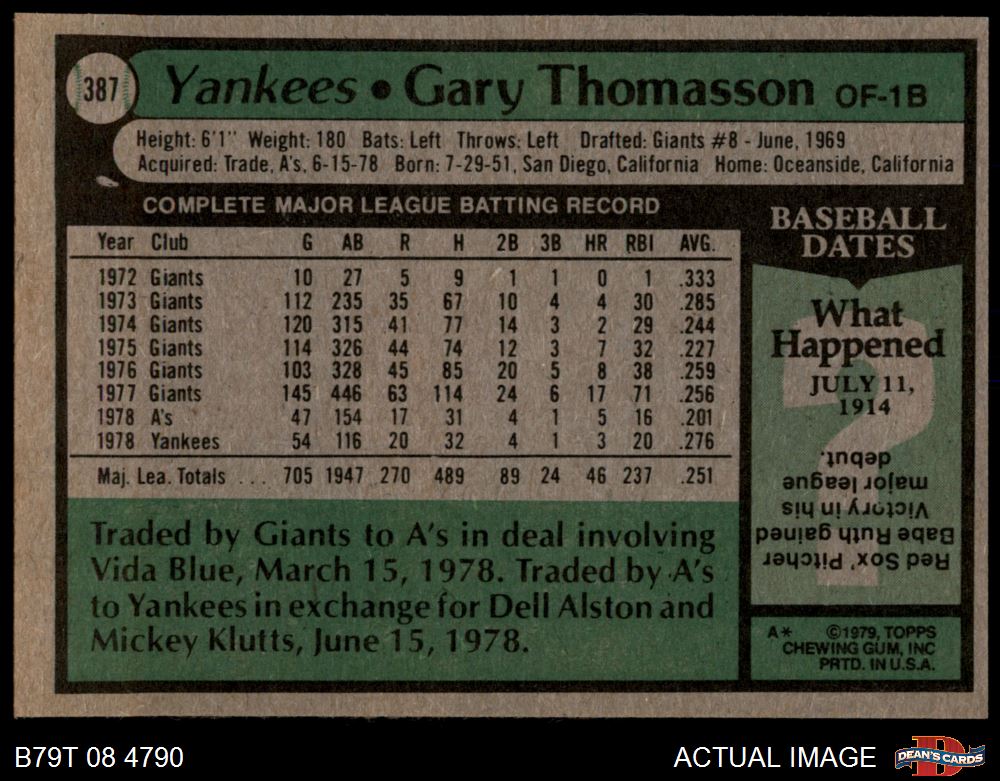 387
Yankees • Gary Thomasson OF-1B
Height: 6'1" Weight: 180 Bats: Left Throws: Left Drafted: Giants #8 - June, 1969
Acquired: Trade, A's, 6-15-78 Born: 7-29-51, San Diego, California Home: Oceanside, California
COMPLETE MAJOR LEAGUE BATTING RECORD
Year Club G AB R H 2B 3B HR RBI AVG.
1972 Giants 10 27 5 9 1 1 0 1 .333
1973 Giants 112 235 35 67 10 4 4 30 .285
1974 Giants 120 315 41 77 14 3 2 29 .244
1975 Giants 114 326 44 74 12 3 7 32 .227
1976 Giants 103 328 45 85 20 5 8 38 .259
1977 Giants 145 446 63 114 24 6 17 71 .256
1978 A's 47 154 17 31 4 1 5 16 .201
1978 Yankees 54 116 20 32 4 1 3 20 .276
Maj. Lea. Totals ... 705 1947 270 489 89 24 46 237 .251
Traded by Giants to A's in deal involving
Vida Blue, March 15, 1978. Traded by A's
to Yankees in exchange for Dell Alston and
Mickey Klutts, June 15, 1978.
BASEBALL
DATES
What
Happened
JULY 11,
1914
?
Red Sox' Pitcher
Babe Ruth gained
Victory in his
major league
debut.
A* ©1979, TOPPS
CHEWING GUM, INC
PRTD. IN U.S.A.
B79T 08 4790
ACTUAL IMAGE
D
DEAN'S CARDS